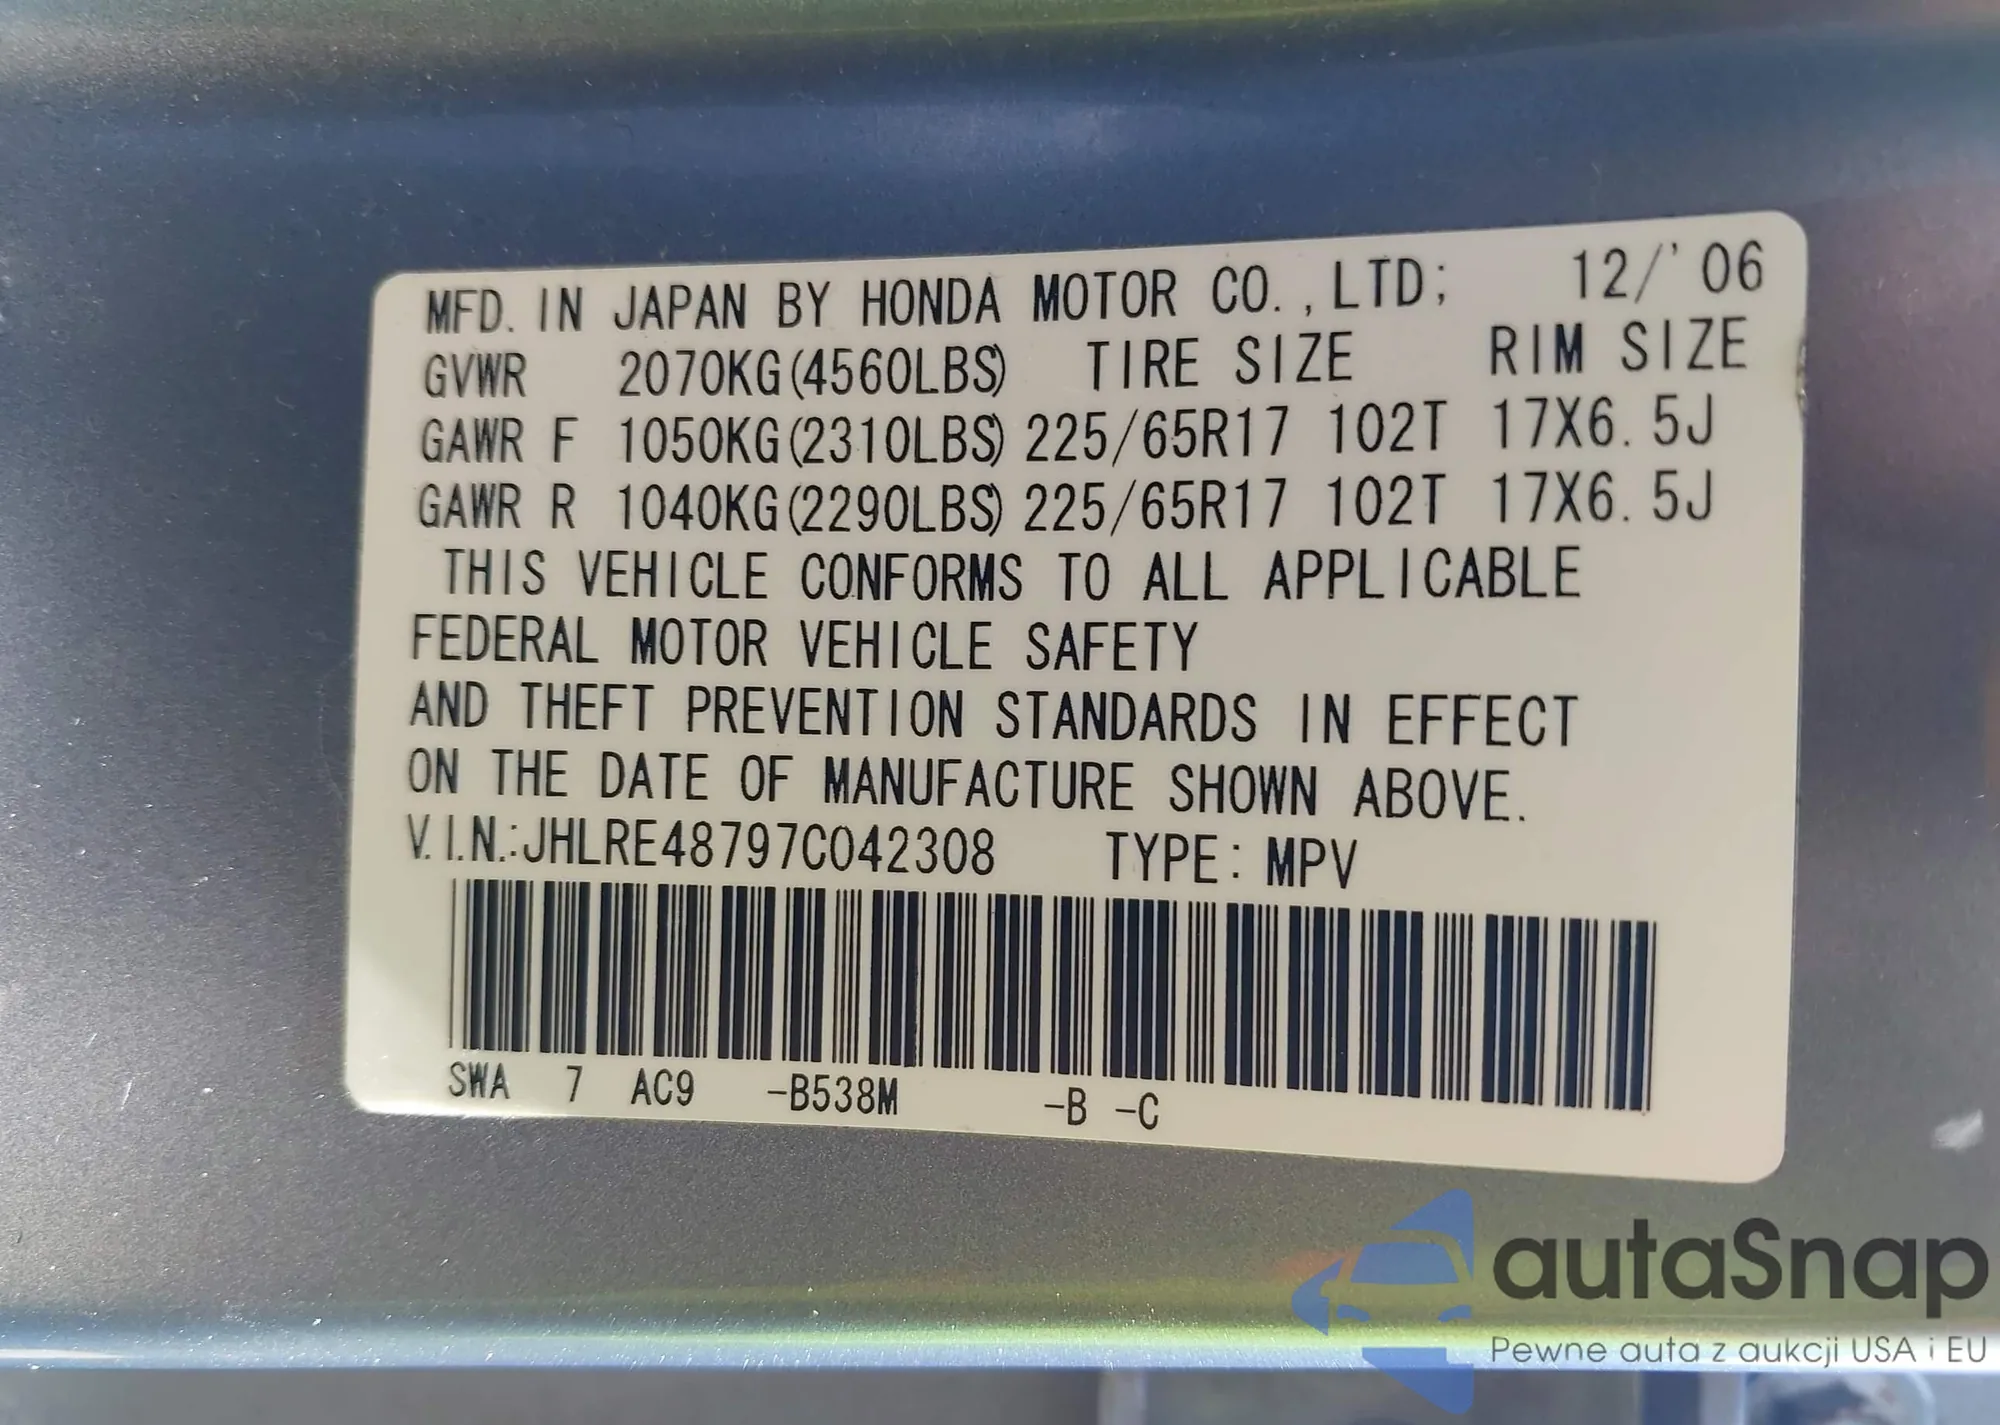 MFD. IN JAPAN BY HONDA MOTOR CO.,LTD; 12/'06
GVWR 2070KG(4560LBS) TIRE SIZE RIM SIZE
GAWR F 1050KG(2310LBS) 225/65R17 102T 17X6.5J
GAWR R 1040KG(2290LBS) 225/65R17 102T 17X6.5J
THIS VEHICLE CONFORMS TO ALL APPLICABLE
FEDERAL MOTOR VEHICLE SAFETY
AND THEFT PREVENTION STANDARDS IN EFFECT
ON THE DATE OF MANUFACTURE SHOWN ABOVE.
V.I.N.:JHLRE48797C042308 TYPE: MPV
SWA 7 AC9 -B538M -B -C
autaSnap
Pewne auta z aukcji USA i EU